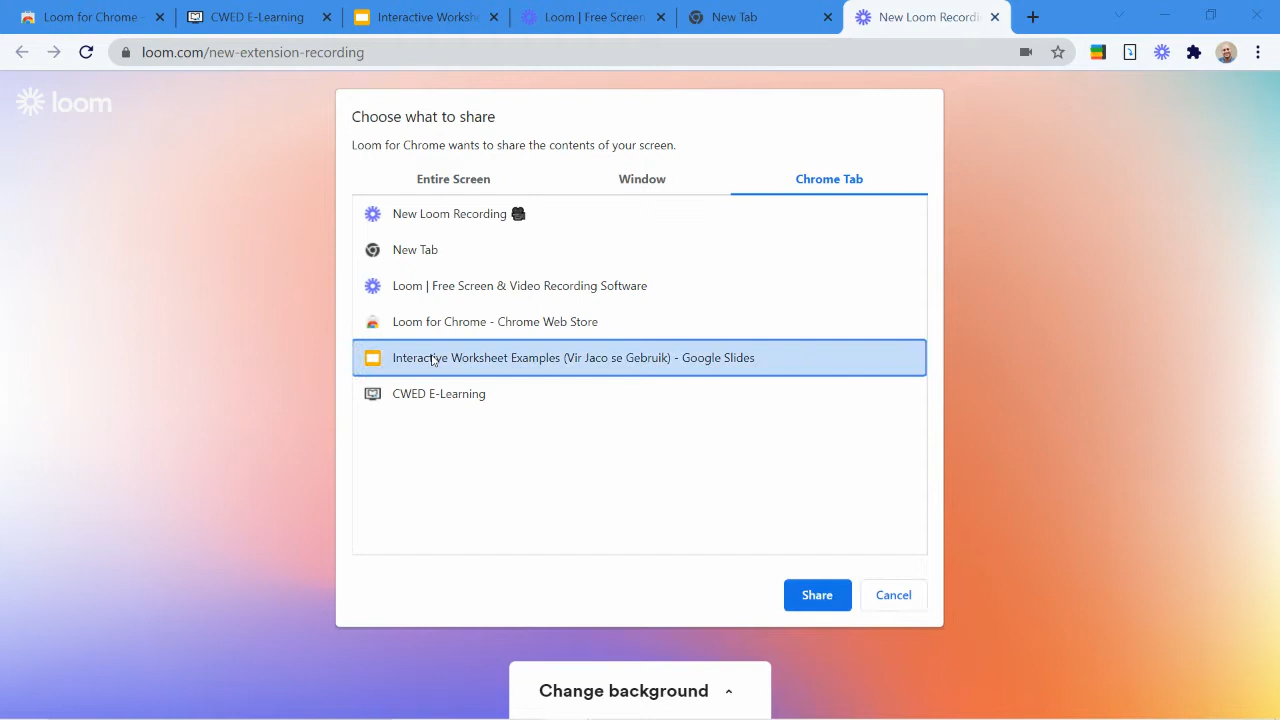 Loom for Chrome
CWED E-Learning
Interactive Workshe
Loom | Free Screen
New Tab
New Loom Recordi
loom.com/new-extension-recording
loom
Choose what to share
Loom for Chrome wants to share the contents of your screen.
Entire Screen
Window
Chrome Tab
New Loom Recording
New Tab
Loom | Free Screen & Video Recording Software
Loom for Chrome - Chrome Web Store
Interactive Worksheet Examples (Vir Jaco se Gebruik) - Google Slides
CWED E-Learning
Share
Cancel
Change background